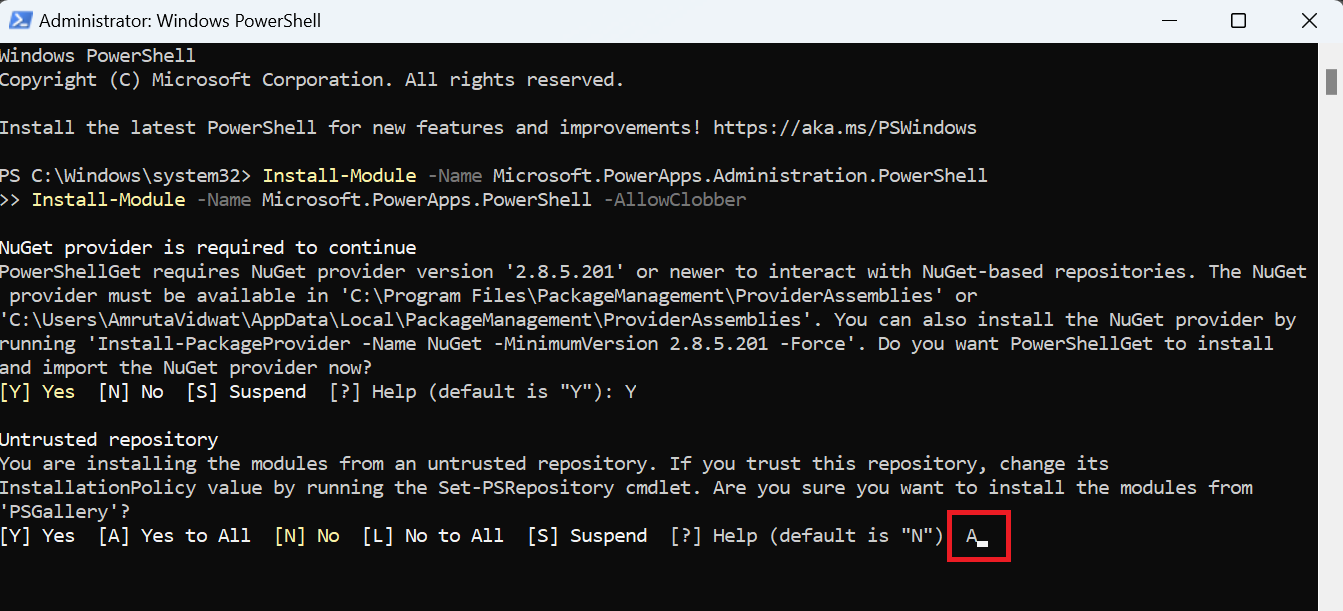 Administrator: Windows PowerShell
Windows PowerShell
Copyright (C) Microsoft Corporation. All rights reserved.
Install the latest PowerShell for new features and improvements! https://aka.ms/PSWindows
PS C:\Windows\system32> Install-Module -Name Microsoft.PowerApps.Administration.PowerShell
>> Install-Module -Name Microsoft.PowerApps.PowerShell -AllowClobber
NuGet provider is required to continue
PowerShellGet requires NuGet provider version '2.8.5.201' or newer to interact with NuGet-based repositories. The NuGet
provider must be available in 'C:\Program Files\PackageManagement\ProviderAssemblies' or
'C:\Users\AmrutaVidwat\AppData\Local\PackageManagement\ProviderAssemblies'. You can also install the NuGet provider by
running 'Install-PackageProvider -Name NuGet -MinimumVersion 2.8.5.201 -Force'. Do you want PowerShellGet to install
and import the NuGet provider now?
[Y] Yes  [N] No  [S] Suspend  [?] Help (default is "Y"): Y
Untrusted repository
You are installing the modules from an untrusted repository. If you trust this repository, change its
InstallationPolicy value by running the Set-PSRepository cmdlet. Are you sure you want to install the modules from
'PSGallery'?
[Y] Yes  [A] Yes to All  [N] No  [L] No to All  [S] Suspend  [?] Help (default is "N") A